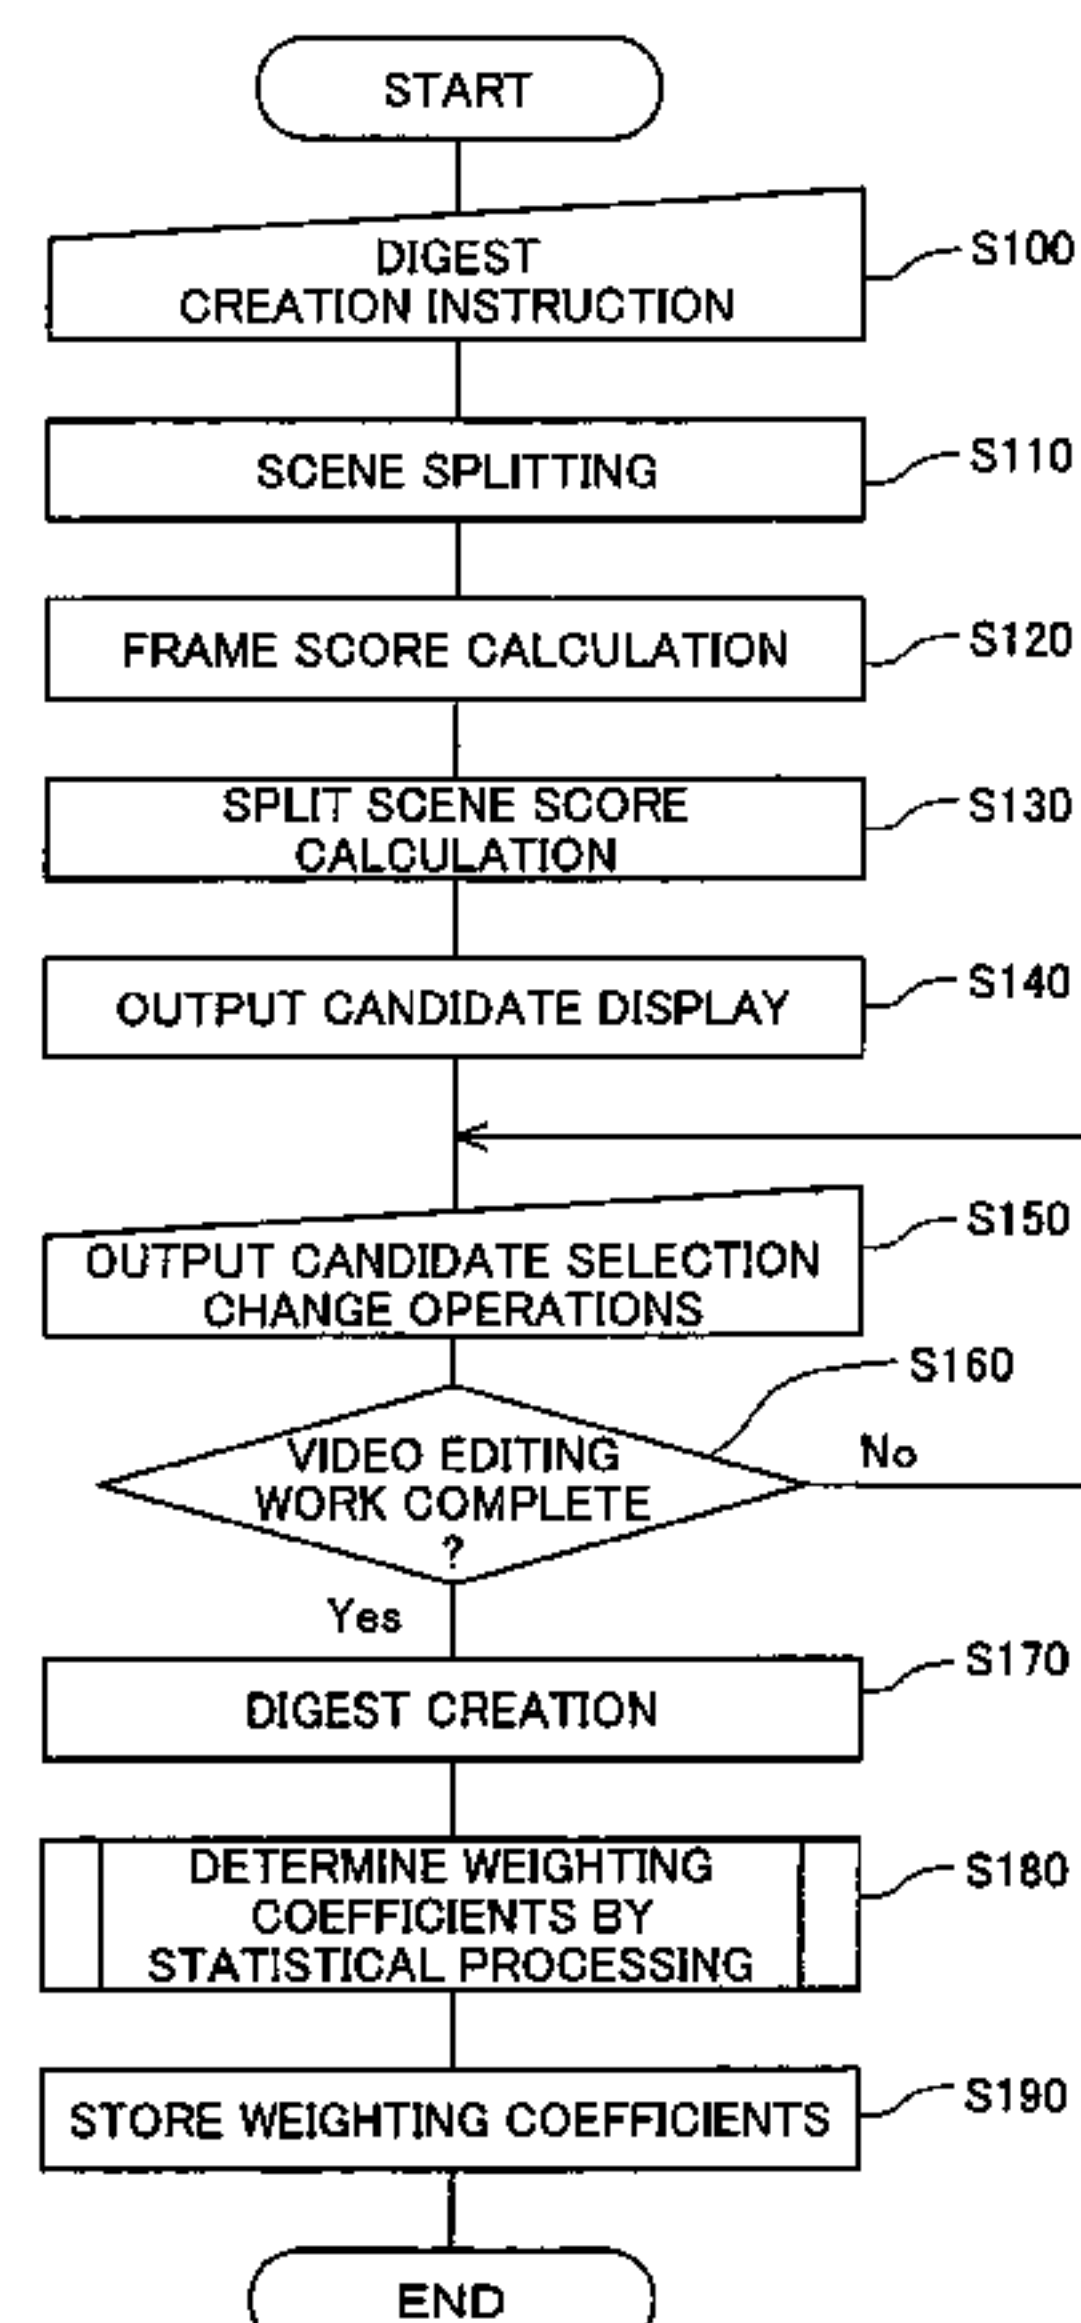 START
DIGEST
CREATION INSTRUCTION
S100
SCENE SPLITTING
S110
FRAME SCORE CALCULATION
S120
SPLIT SCENE SCORE
CALCULATION
S130
OUTPUT CANDIDATE DISPLAY
S140
OUTPUT CANDIDATE SELECTION
CHANGE OPERATIONS
S150
S160
VIDEO EDITING
WORK COMPLETE
?
No
Yes
DIGEST CREATION
S170
DETERMINE WEIGHTING
COEFFICIENTS BY
STATISTICAL PROCESSING
S180
STORE WEIGHTING COEFFICIENTS
S190
END